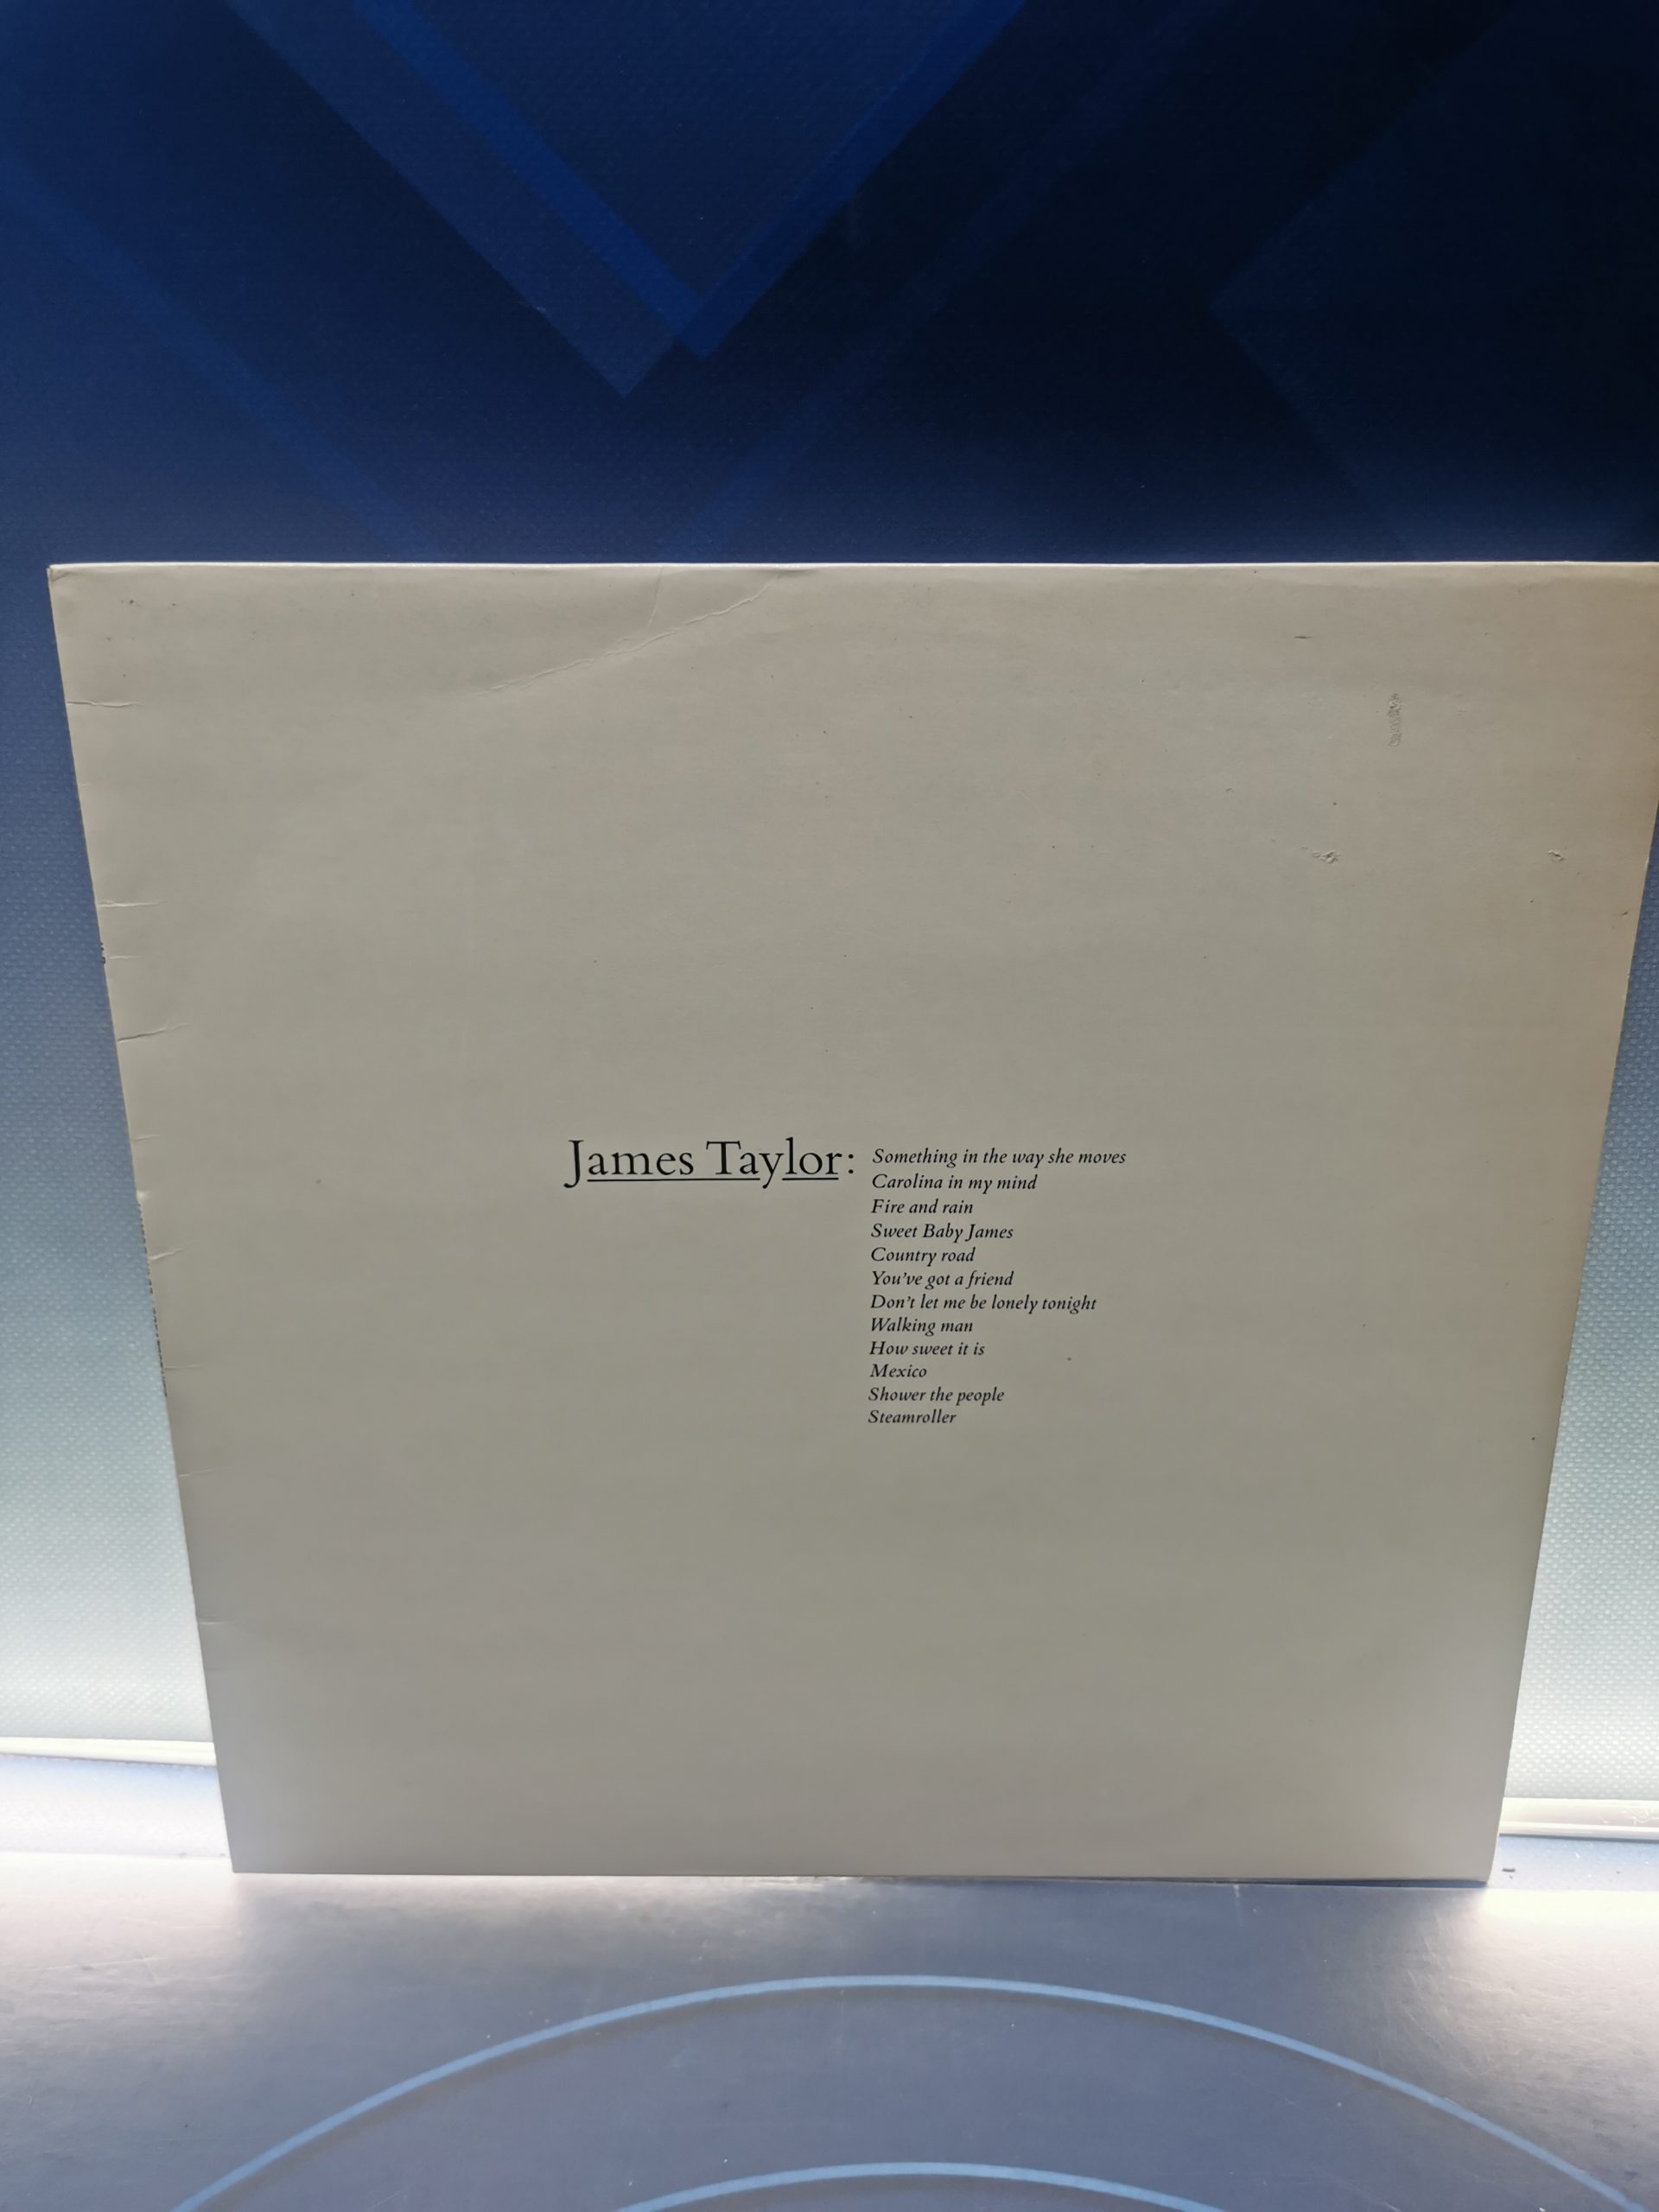 James Taylor: Something in the way she moves
Carolina in my mind
Fire and rain
Sweet Baby James
Country road
You've got a friend
Don't let me be lonely tonight
Walking man
How sweet it is
Mexico
Shower the people
Steamroller